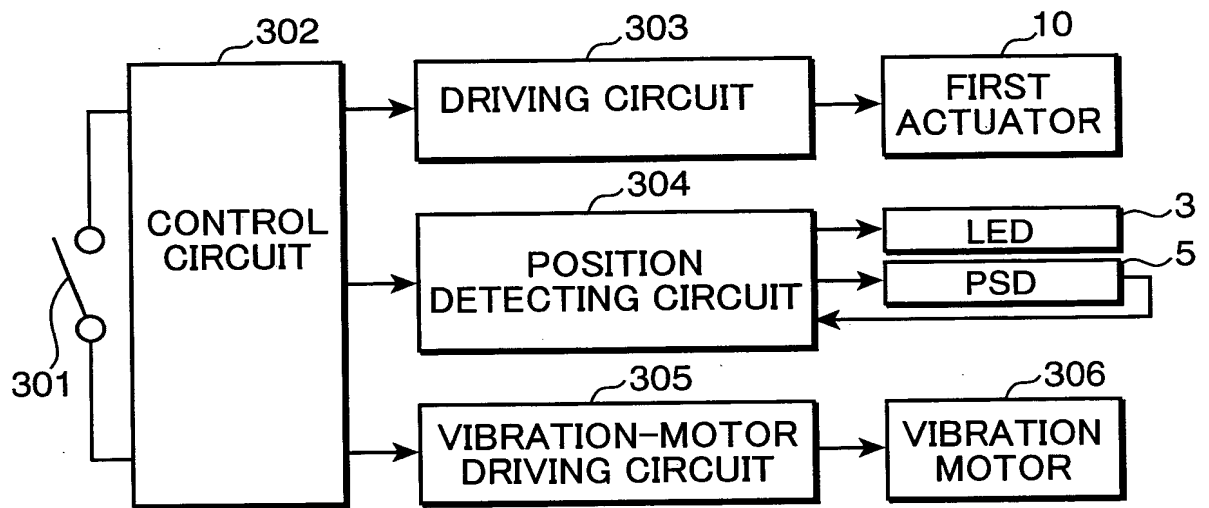 302
303
10
DRIVING CIRCUIT
FIRST
ACTUATOR
304
3
LED
CONTROL
CIRCUIT
POSITION
DETECTING CIRCUIT
5
PSD
301
305
306
VIBRATION-MOTOR
DRIVING CIRCUIT
VIBRATION
MOTOR